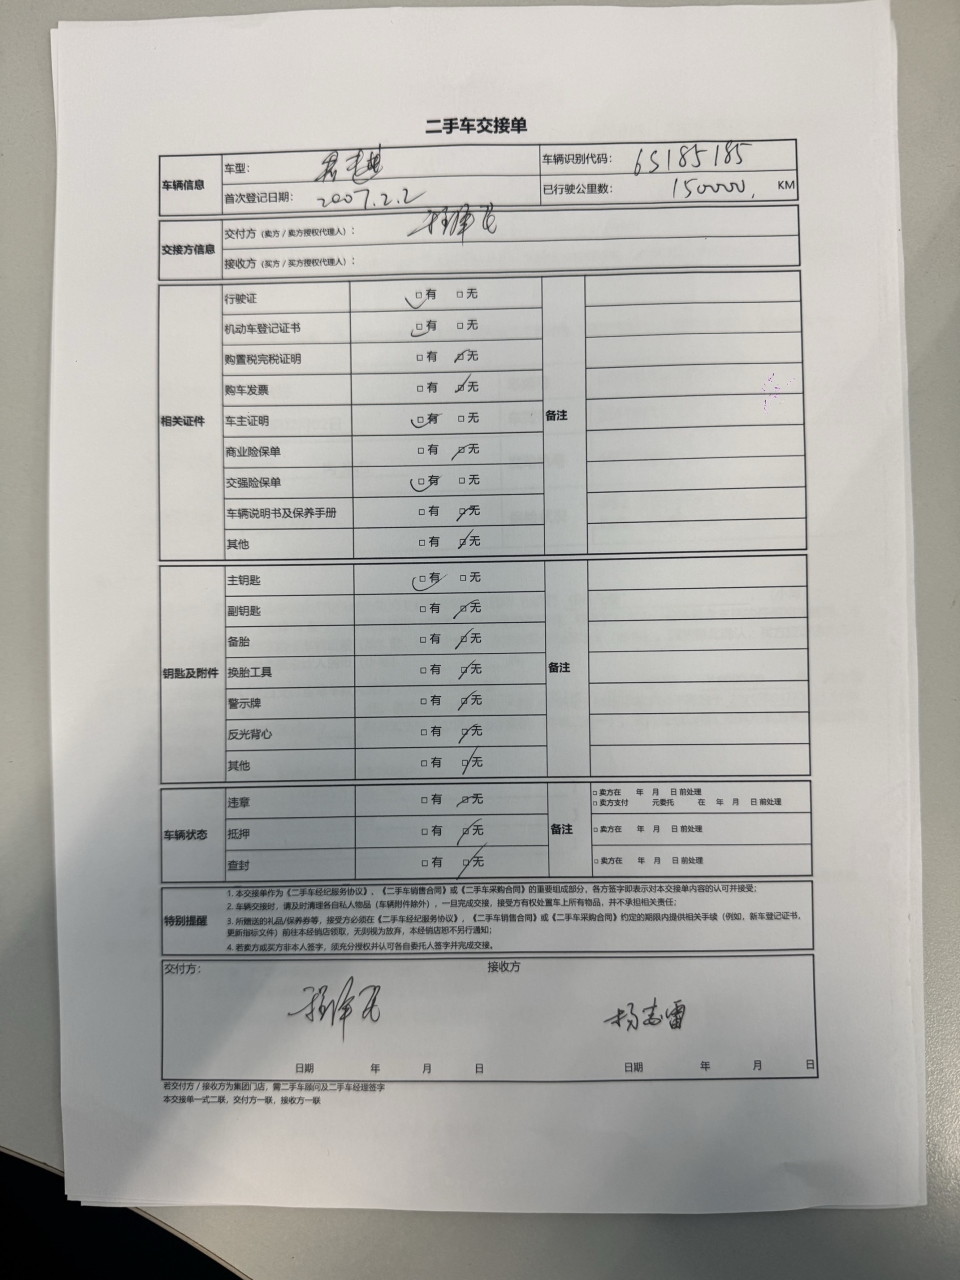 二手车交接单
车辆信息
车型：君越
车辆识别代码：6S185185
首次登记日期：2007.2.2
已行驶公里数：150000. KM
交接方信息
交付方（卖方/卖方授权代理人）：
接收方（买方/买方授权代理人）：
相关证件
备注
行驶证 □有 □无
机动车登记证书 □有 □无
购置税完税证明 □有 □无
购车发票 □有 □无
车主证明 □有 □无
商业险保单 □有 □无
交强险保单 □有 □无
车辆说明书及保养手册 □有 □无
其他 □有 □无
钥匙及附件
备注
主钥匙 □有 □无
副钥匙 □有 □无
备胎 □有 □无
换胎工具 □有 □无
警示牌 □有 □无
反光背心 □有 □无
其他 □有 □无
车辆状态
备注
违章 □有 □无
□卖方在 年 月 日前处理
□卖方支付 元委托 在 年 月 日前处理
抵押 □有 □无
□卖方在 年 月 日前处理
查封 □有 □无
□卖方在 年 月 日前处理
特别提醒
1. 本交接单作为《二手车经纪服务协议》，《二手车销售合同》或《二手车采购合同》的重要组成部分，各方签字即表示对本交接单内容的认可并接受；
2. 车辆交接时，请及时清理各自私人物品（车辆附件除外），一旦完成交接，接受方有权处置车上所有物品，并不承担相关责任；
3. 所赠送的礼品/保养券等，接受方必须在《二手车经纪服务协议》，《二手车销售合同》或《二手车采购合同》约定的期限内提供相关手续（例如，新车登记证书，
更新指标文件）前往本经销店领取，无则视为放弃，本经销店恕不另行通知；
4. 若卖方或买方非本人签字，须充分授权并认可各自委托人签字并完成交接。
交付方：
接收方
杨志雷
日期 年 月 日
日期 年 月 日
若交付方/接收方为集团门店，需二手车顾问及二手车经理签字
本交接单一式二联，交付方一联，接收方一联